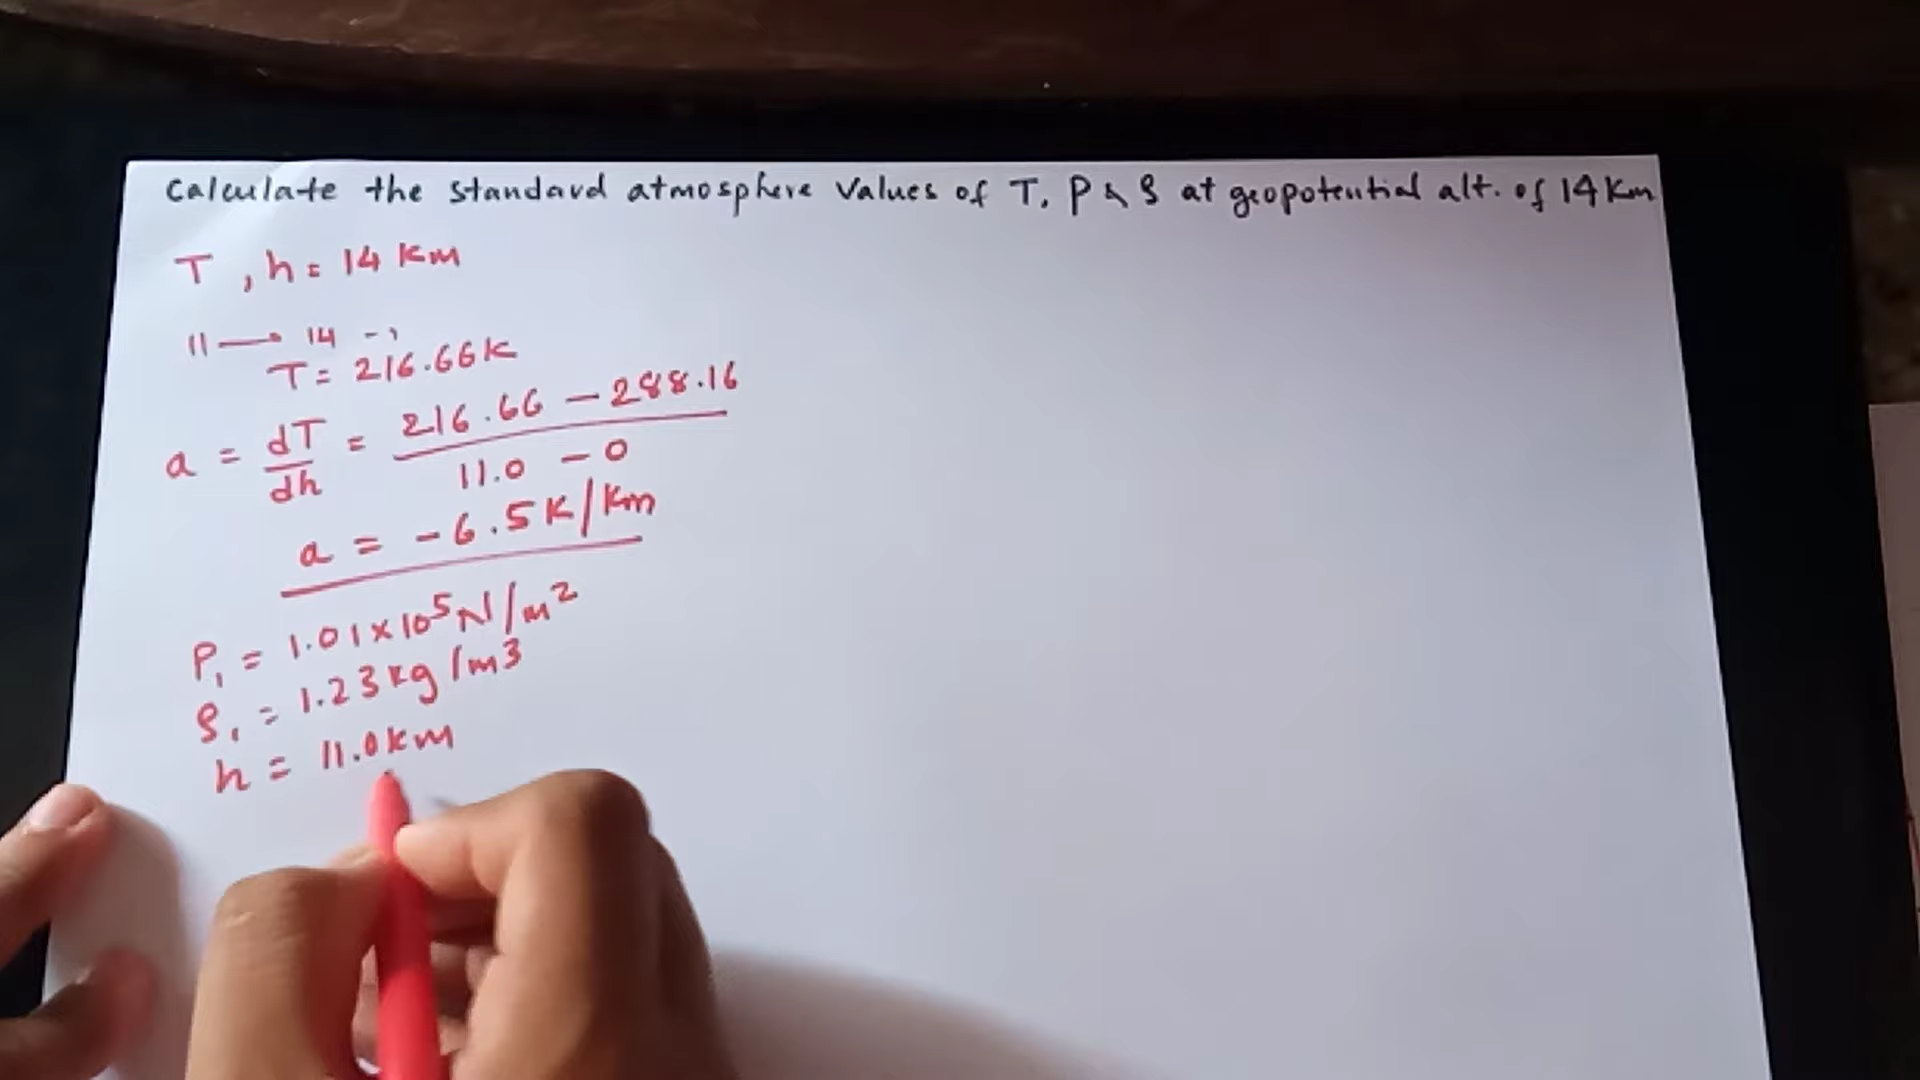 Calculate the standard atmosphere values of T, P & ρ at geopotential alt. of 14 Km
T , h = 14 Km
11 → 14
T = 216.66K
a = dT/dh = 216.66 - 288.16 / 11.0 - 0
a = -6.5K/Km
P₁ = 1.01 × 10⁵ N/m²
ρ₁ = 1.23 kg/m³
h = 11.0 km